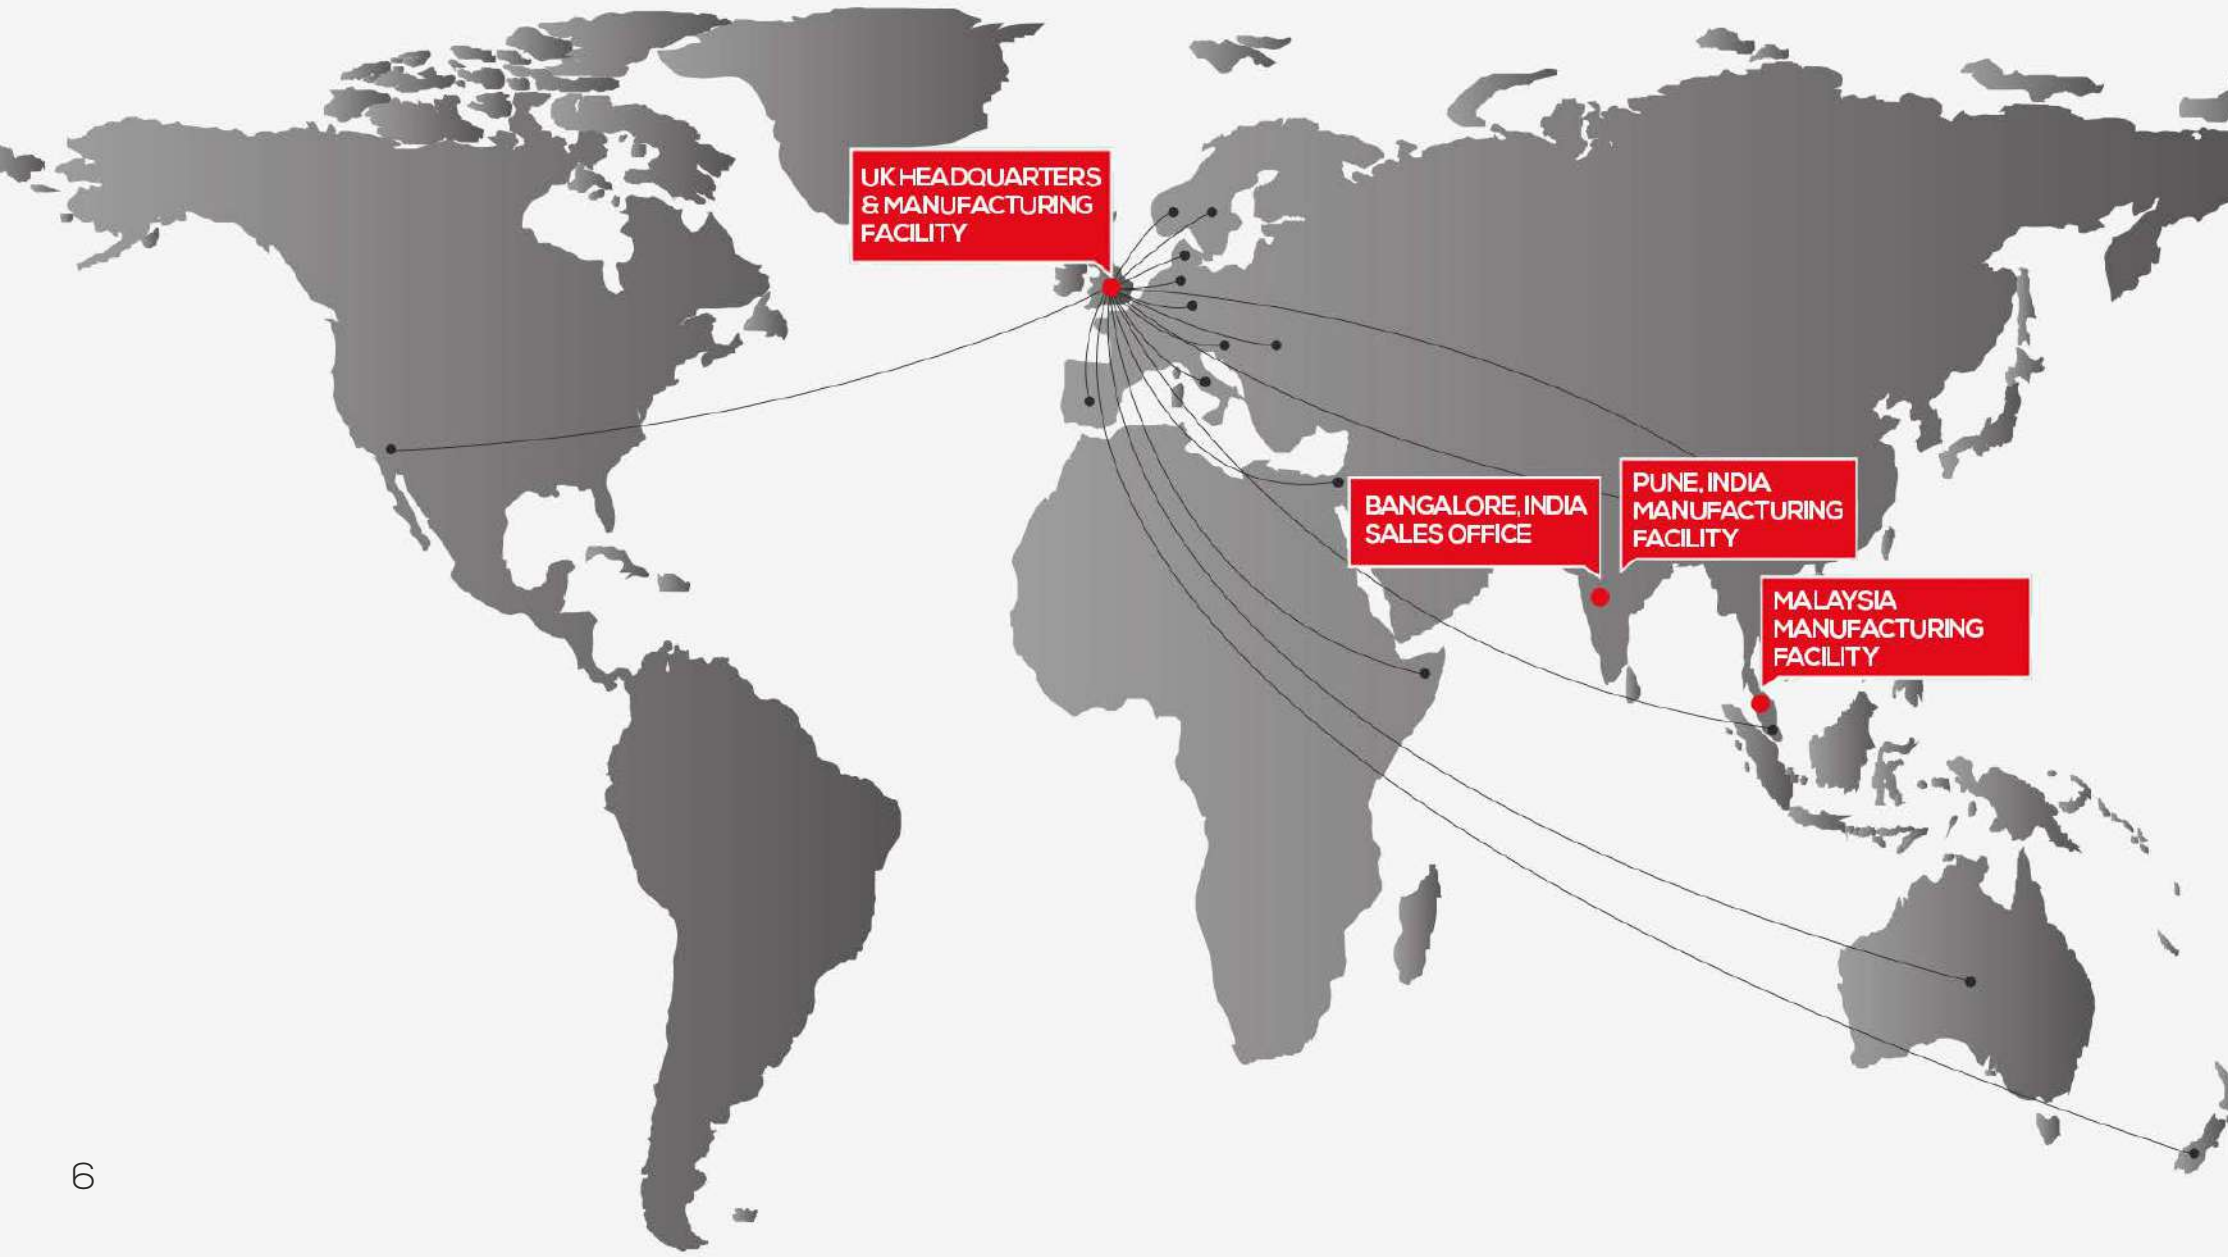 UK HEADQUARTERS
& MANUFACTURING
FACILITY
BANGALORE, INDIA
SALES OFFICE
PUNE, INDIA
MANUFACTURING
FACILITY
MALAYSIA
MANUFACTURING
FACILITY
6